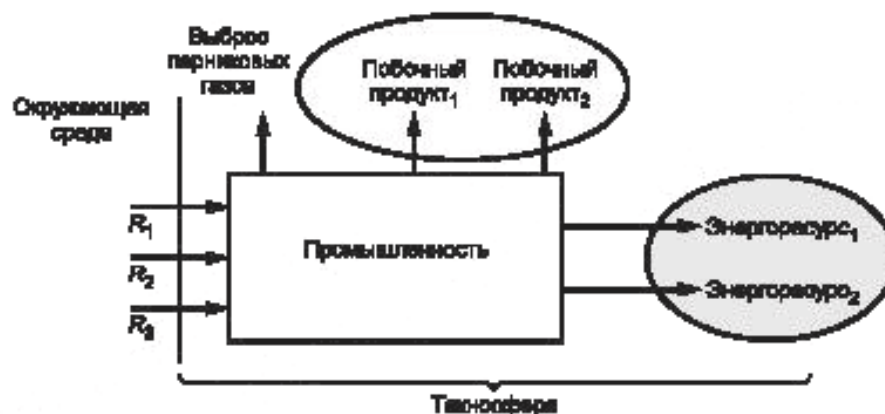 Выброс
парниковых
газов
Побочный
продукт1
Побочный
продукт2
Окружающая
среда
R1
R2
R3
Промышленность
Энергоресурс1
Энергоресурс2
Техносфера